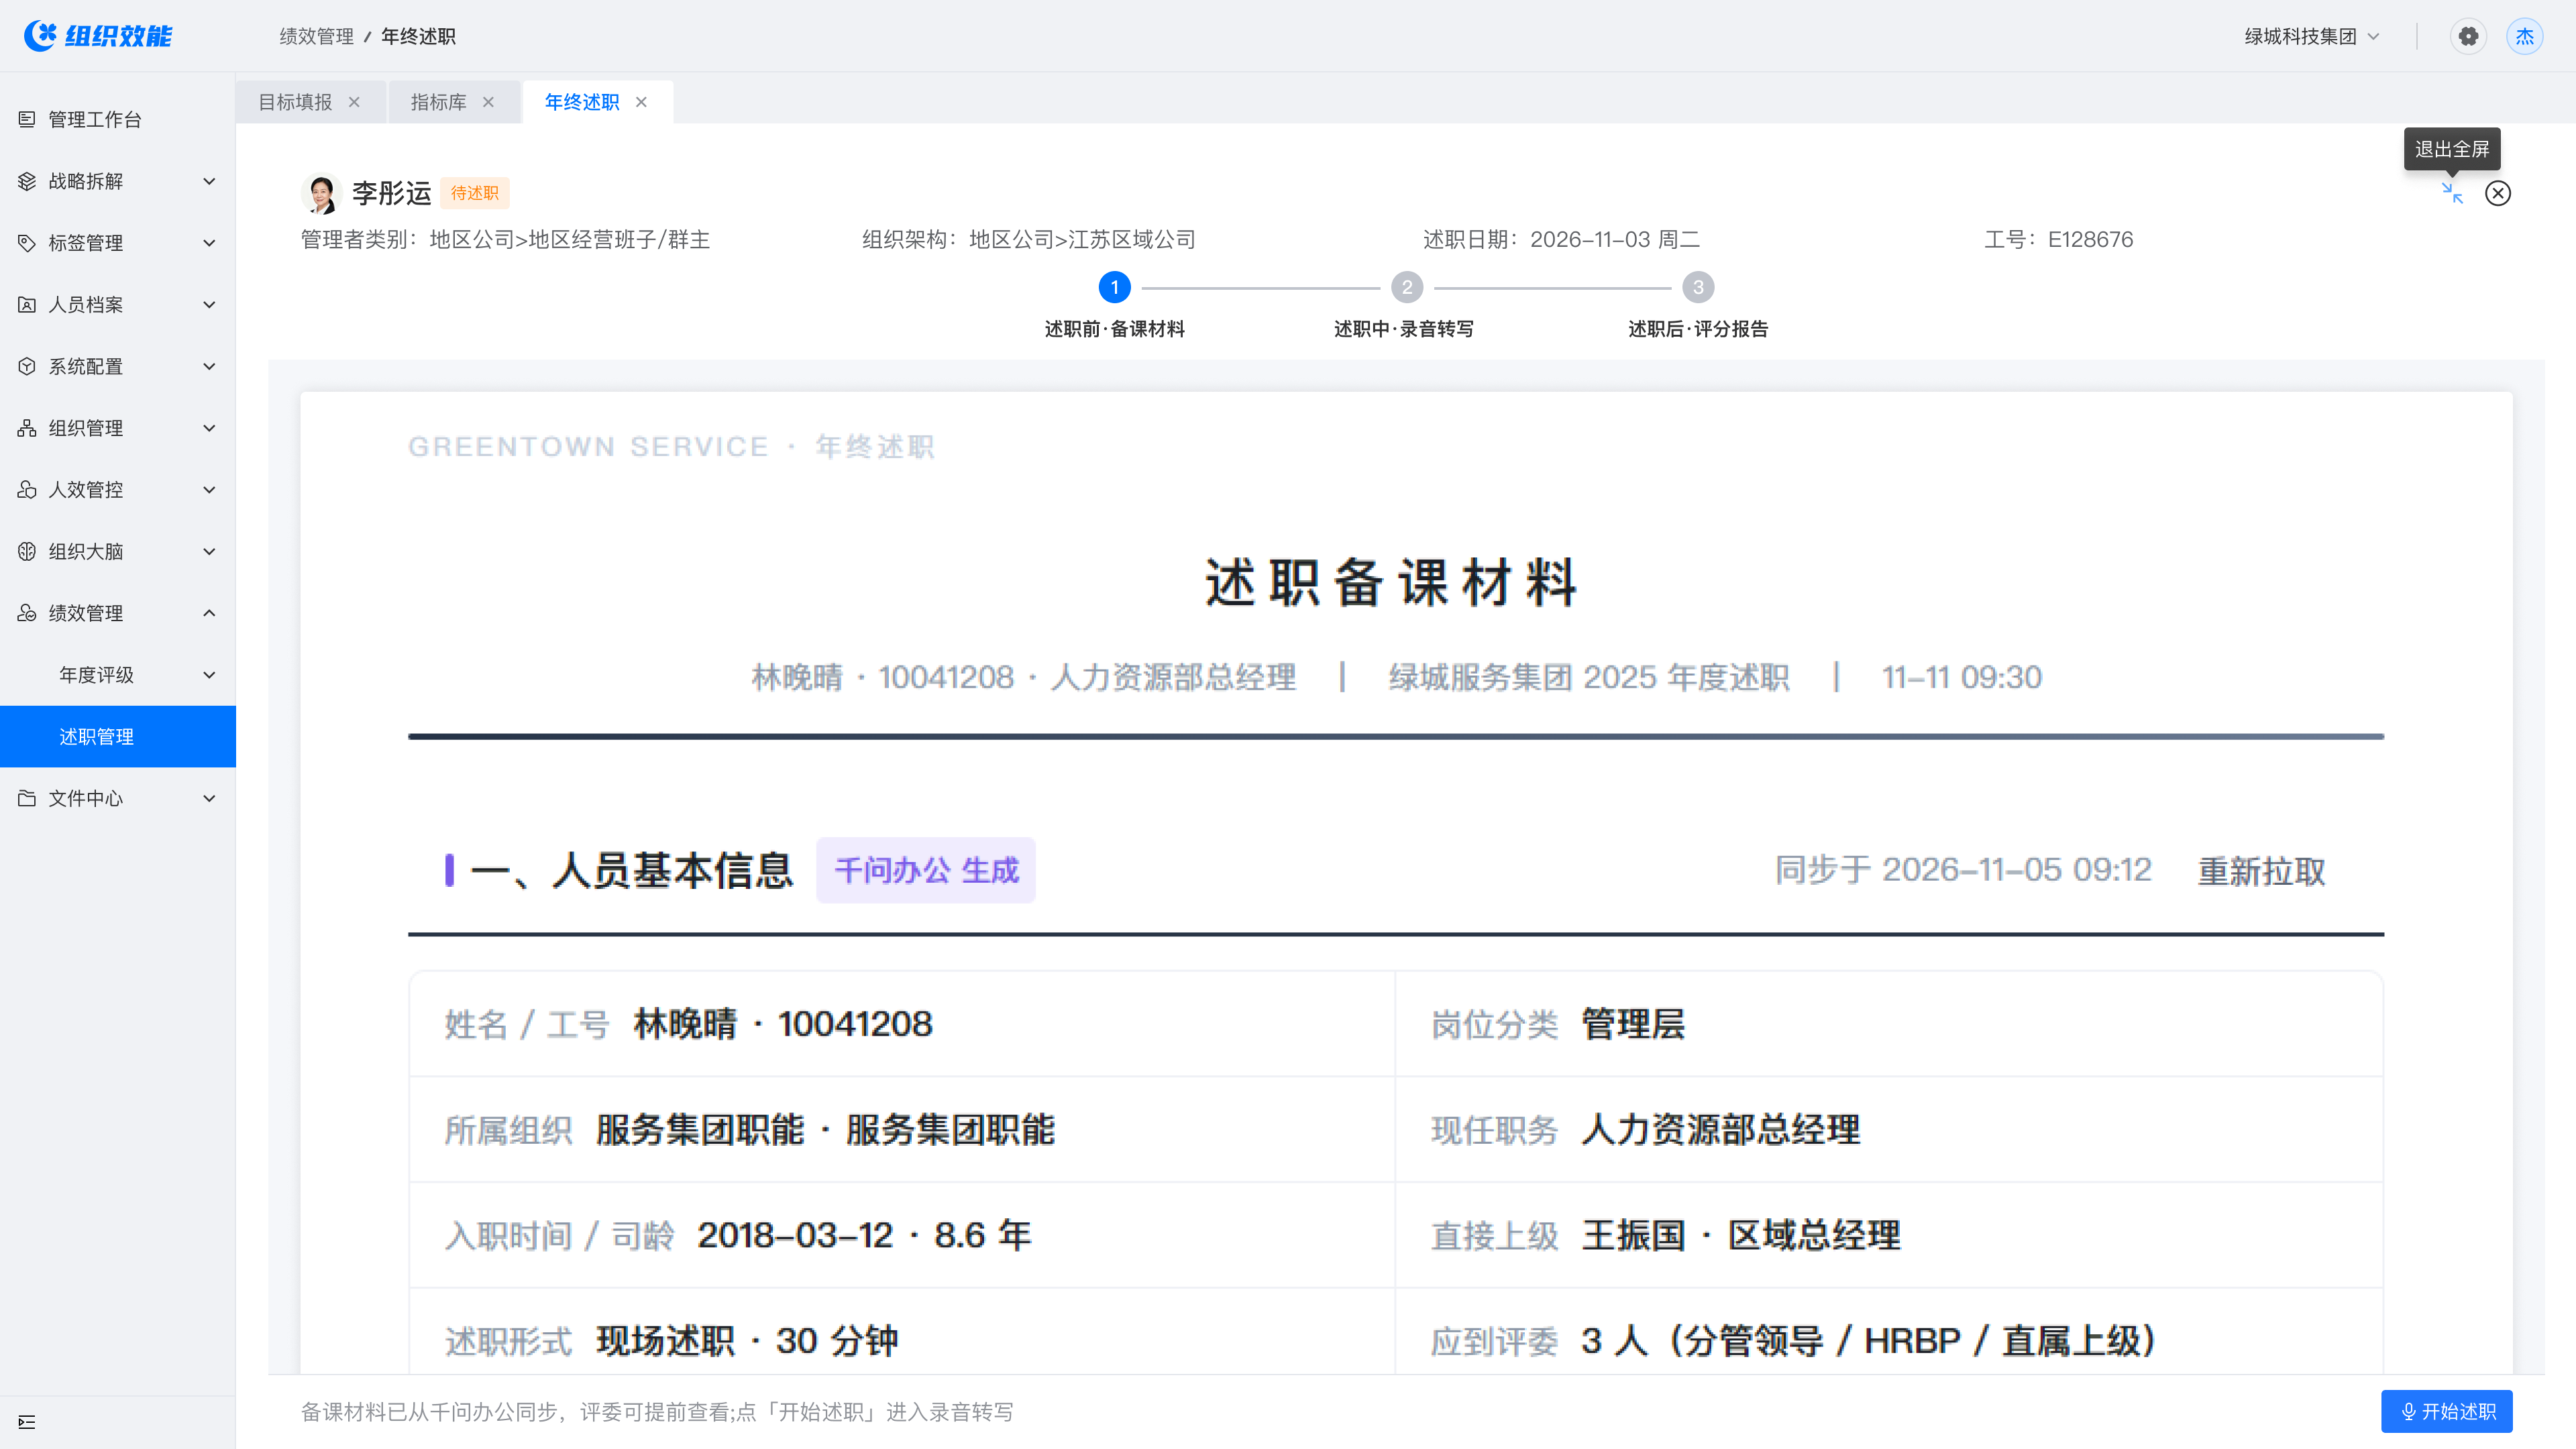 组织效能
绩效管理 / 年终述职
绿城科技集团
杰
管理工作台
战略拆解
标签管理
人员档案
系统配置
组织管理
人效管控
组织大脑
绩效管理
年度评级
述职管理
文件中心
目标填报
指标库
年终述职
退出全屏
李彤运 待述职
管理者类别：地区公司>地区经营班子/群主 组织架构：地区公司>江苏区域公司 述职日期：2026-11-03 周二 工号：E128676
1 2 3
述职前·备课材料 述职中·录音转写 述职后·评分报告
GREENTOWN SERVICE · 年终述职
述职备课材料
林晚晴 · 10041208 · 人力资源部总经理 | 绿城服务集团 2025 年度述职 | 11-11 09:30
一、人员基本信息 千问办公 生成 同步于 2026-11-05 09:12 重新拉取
姓名 / 工号 林晚晴 · 10041208 岗位分类 管理层
所属组织 服务集团职能 · 服务集团职能 现任职务 人力资源部总经理
入职时间 / 司龄 2018-03-12 · 8.6 年 直接上级 王振国 · 区域总经理
述职形式 现场述职 · 30 分钟 应到评委 3 人（分管领导 / HRBP / 直属上级）
备课材料已从千问办公同步，评委可提前查看;点「开始述职」进入录音转写
开始述职